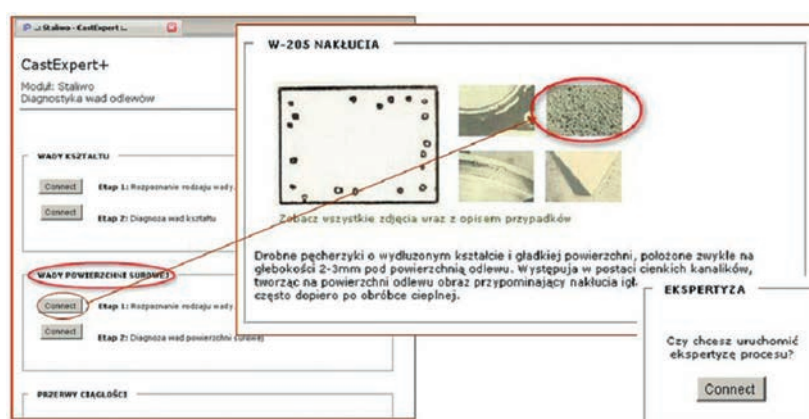 Staliwo - CastExpert
CastExpert+
Moduł: Staliwo
Diagnostyka wad odlewów
WADY KSZTAŁTU
Connect
Etap 1: Rozpoznanie rodzaju wady.
Connect
Etap 2: Diagnoza wad kształtu
WADY POWIERZCHNI SUROWEJ
Connect
Etap 1: Rozpoznanie rodzaju wady.
Connect
Etap 2: Diagnoza wad powierzchni surowej
PRZERWY CIĄGŁOŚCI
W-205 NAKŁUCIA
Zobacz wszystkie zdjęcia wraz z opisem przypadków
Drobne pęcherzyki o wydłużonym kształcie i gładkiej powierzchni, położone zwykle na
głebokości 2-3mm pod powierzchnią odlewu. Występuja w postaci cienkich kanalików,
tworząc na powierzchni odlewu obraz przypominający nakłucia igła
często dopiero po obróbce cieplnej.
EKSPERTYZA
Czy chcesz uruchomić
ekspertyzę procesu?
Connect